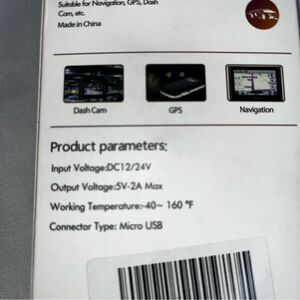 Suitable for Navigation, GPS, Dash
Cam, etc.
Made in China
Dash Cam
GPS
Navigation
Product parameters:
Input Voltage:DC12/24V
Output Voltage:5V-2A Max
Working Temperature:-40~ 160 °F
Connector Type: Micro USB